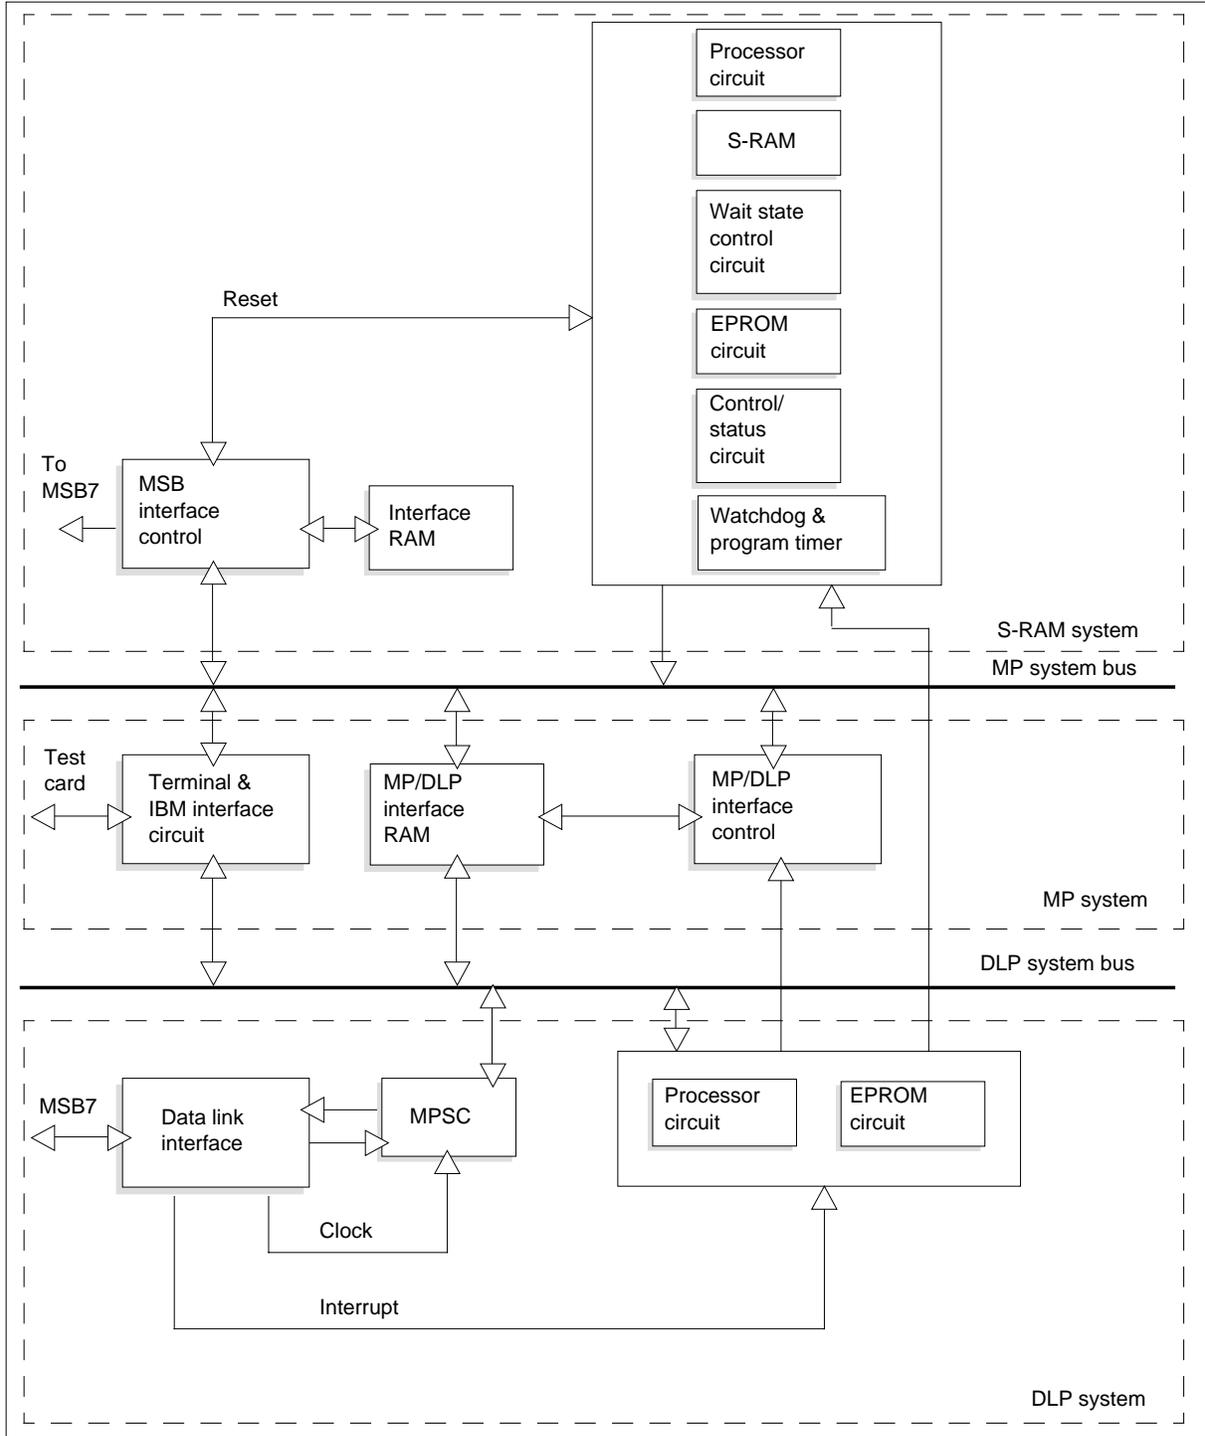 Processor
circuit
S-RAM
Wait state
control
circuit
Reset
EPROM
circuit
Control/
status
circuit
To
MSB7
MSB
interface
control
Interface
RAM
Watchdog &
program timer
S-RAM system
MP system bus
Test
card
Terminal &
IBM interface
circuit
MP/DLP
interface
RAM
MP/DLP
interface
control
MP system
DLP system bus
MSB7
Data link
interface
MPSC
Processor
circuit
EPROM
circuit
Clock
Interrupt
DLP system